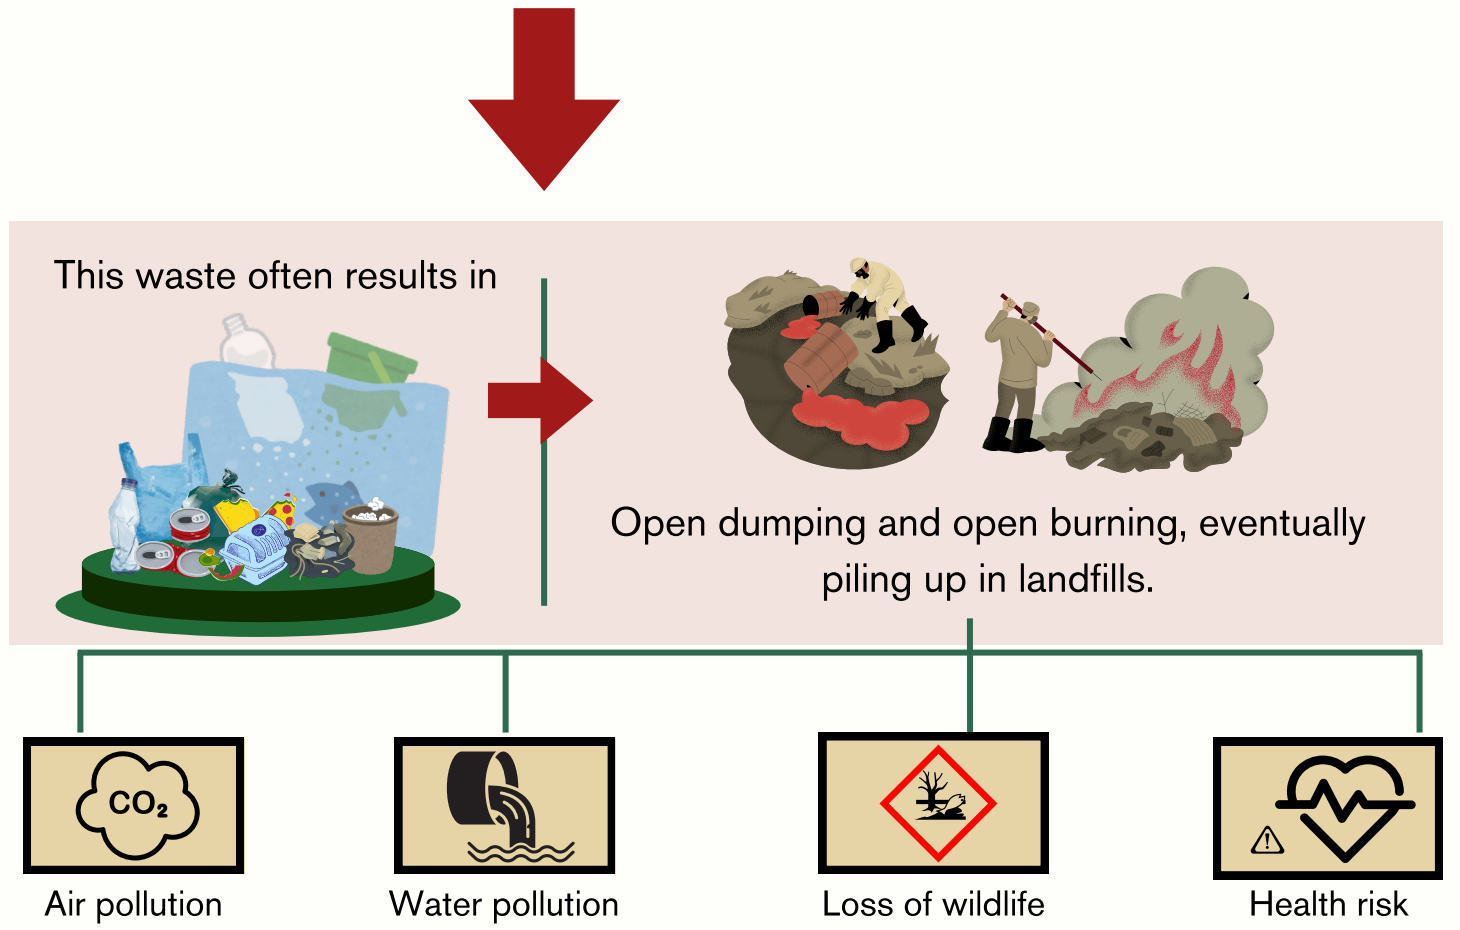 This waste often results in
Open dumping and open burning, eventually
piling up in landfills.
CO₂
Air pollution
Water pollution
Loss of wildlife
Health risk